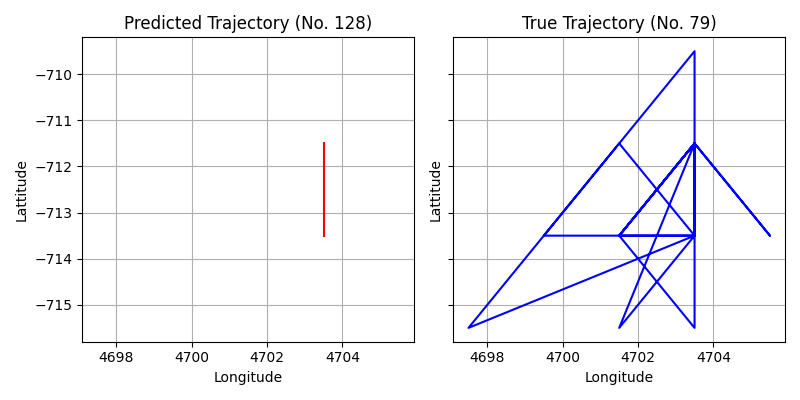 Predicted Trajectory (No. 128)
True Trajectory (No. 79)
Lattitude
−710
−711
−712
−713
−714
−715
4698
4700
4702
4704
Longitude
Lattitude
4698
4700
4702
4704
Longitude